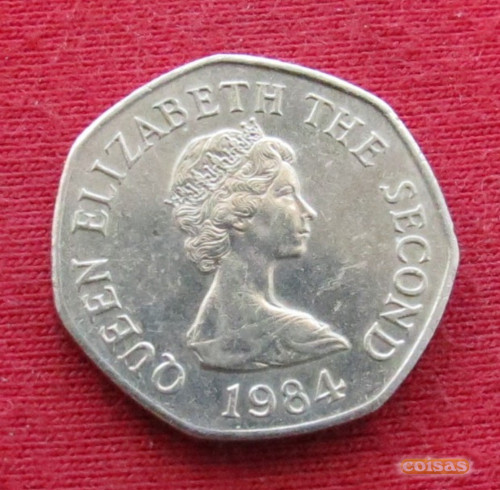 QUEEN ELIZABETH THE SECOND
1984
coisas